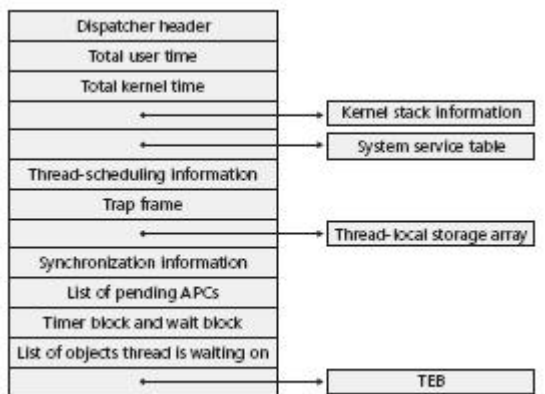 Dispatcher header
Total user time
Total kernel time
Kernel stack information
System service table
Thread-scheduling information
Trap frame
Thread-local storage array
Synchronization information
List of pending APCs
Timer block and wait block
List of objects thread is waiting on
TEB